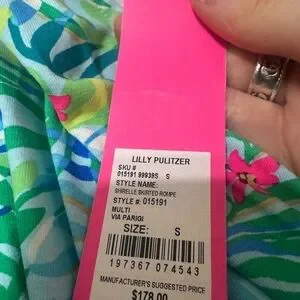 LILLY PULITZER
SKU #
015191 99939S S
STYLE NAME:
SHIRELLE SKIRTED ROMPE
STYLE #: 015191
MULTI
VIA PARIGI
SIZE: S
197367 074543
MANUFACTURER'S SUGGESTED PRICE
$178.00